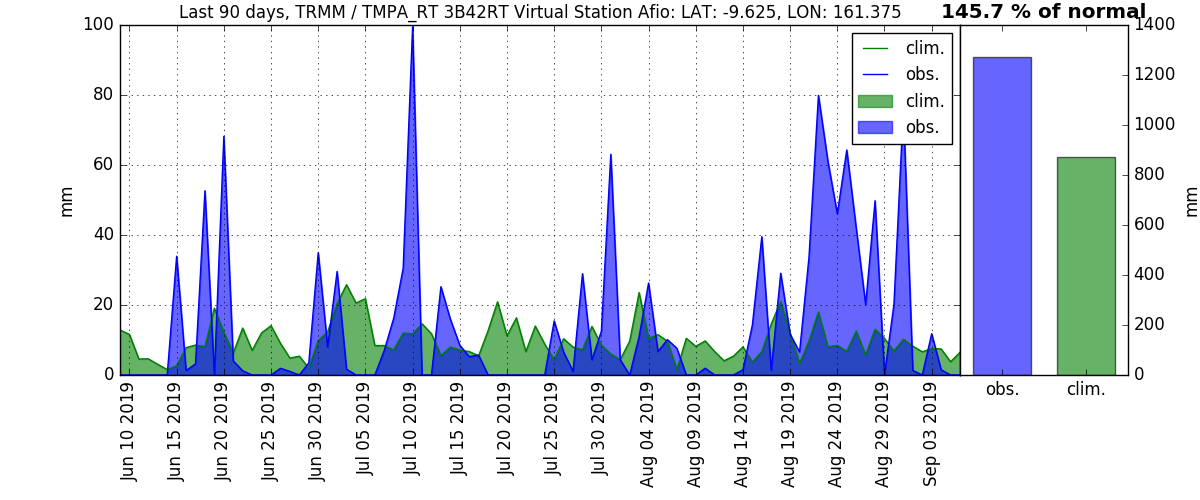 Last 90 days, TRMM / TMPA_RT 3B42RT Virtual Station Afio: LAT: -9.625, LON: 161.375
145.7 % of normal
100
80
60
40
20
0
mm
clim.
obs.
clim.
obs.
Jun 10 2019
Jun 15 2019
Jun 20 2019
Jun 25 2019
Jun 30 2019
Jul 05 2019
Jul 10 2019
Jul 15 2019
Jul 20 2019
Jul 25 2019
Jul 30 2019
Aug 04 2019
Aug 09 2019
Aug 14 2019
Aug 19 2019
Aug 24 2019
Aug 29 2019
Sep 03 2019
obs.
clim.
1400
1200
1000
800
600
400
200
0
mm